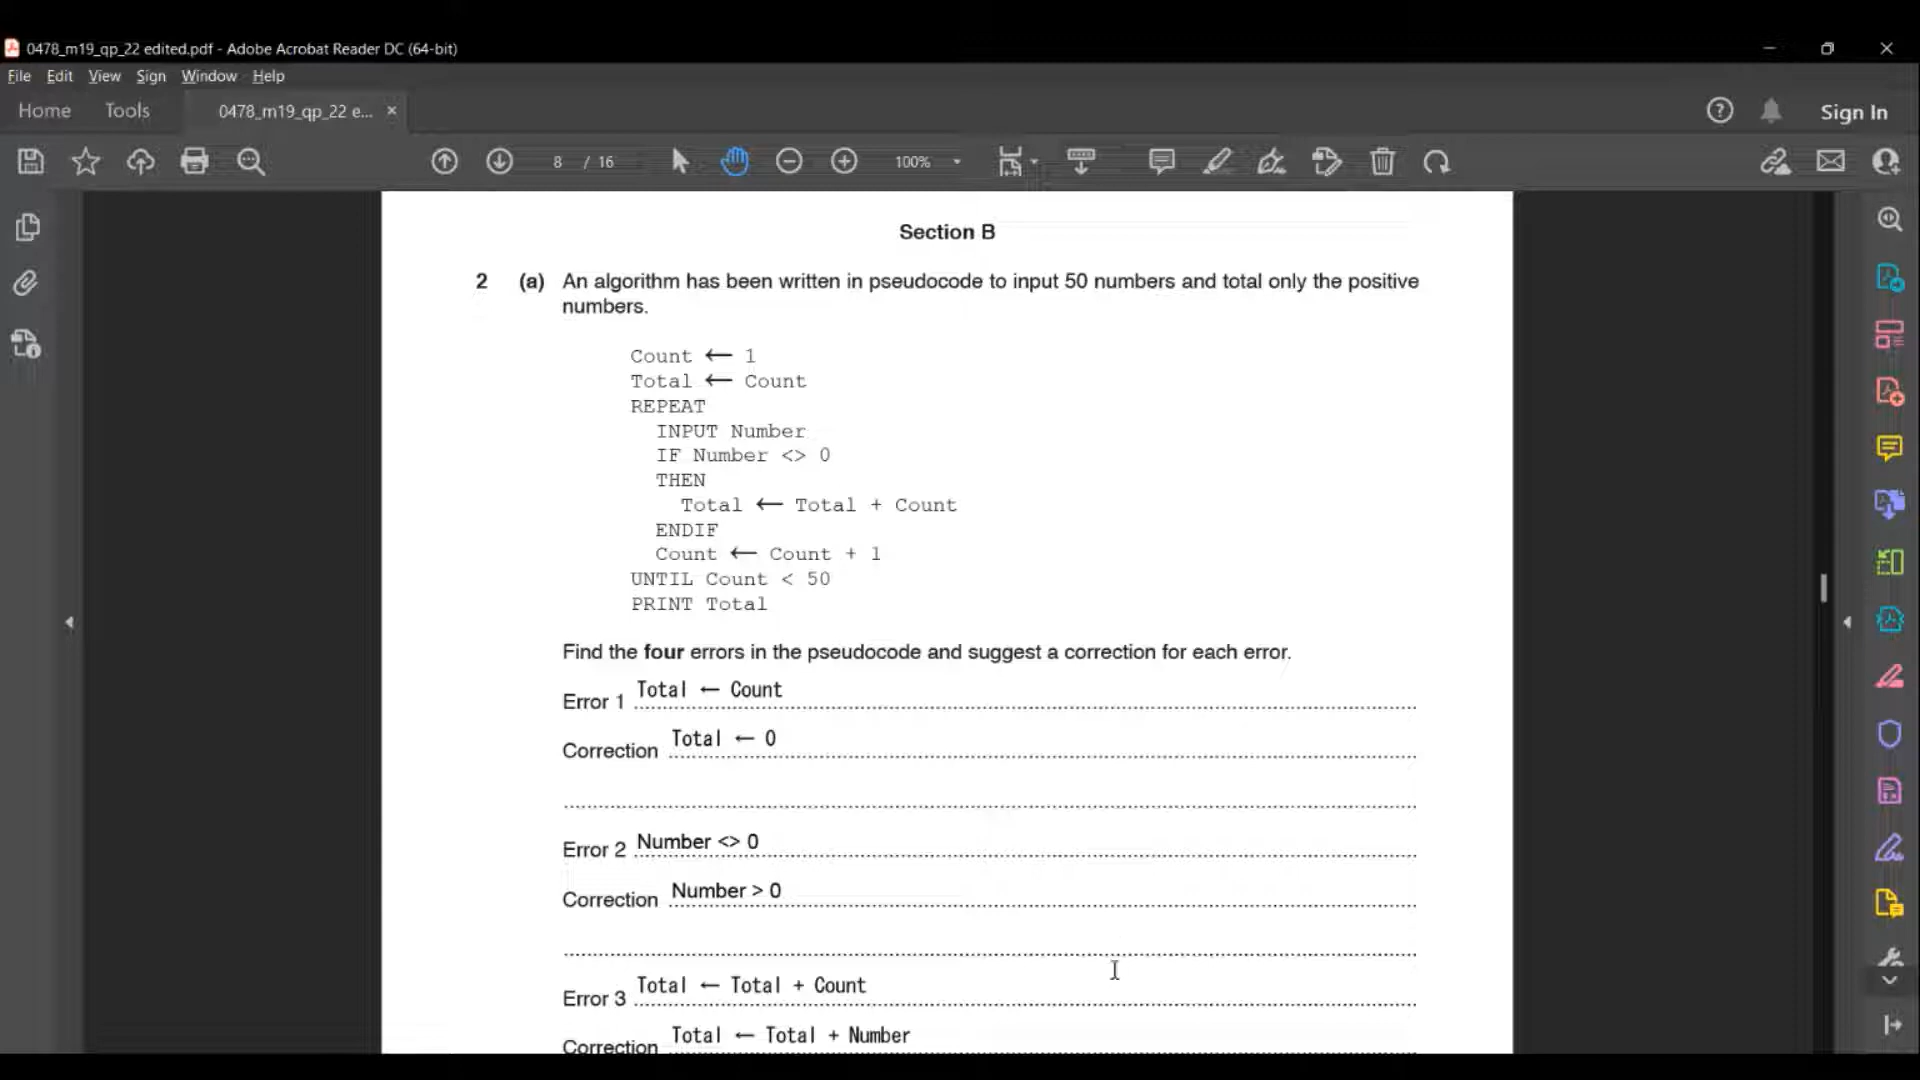 0478_m19_qp_22 edited.pdf - Adobe Acrobat Reader DC (64-bit)
File Edit View Sign Window Help
Home Tools 0478_m19_qp_22 e... × Sign In
8 / 16 100%
Section B
2 (a) An algorithm has been written in pseudocode to input 50 numbers and total only the positive
numbers.
Count ← 1
Total ← Count
REPEAT
INPUT Number
IF Number <> 0
THEN
Total ← Total + Count
ENDIF
Count ← Count + 1
UNTIL Count < 50
PRINT Total
Find the four errors in the pseudocode and suggest a correction for each error.
Error 1 Total ← Count
Correction Total ← 0
Error 2 Number <> 0
Correction Number > 0
Error 3 Total ← Total + Count
Correction Total ← Total + Number